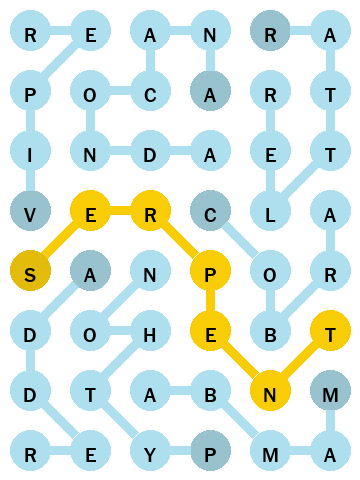 R E A N R A
P O C A R T
I N D A E T
V E R C L A
S A N P O R
D O H E B T
D T A B N M
R E Y P M A